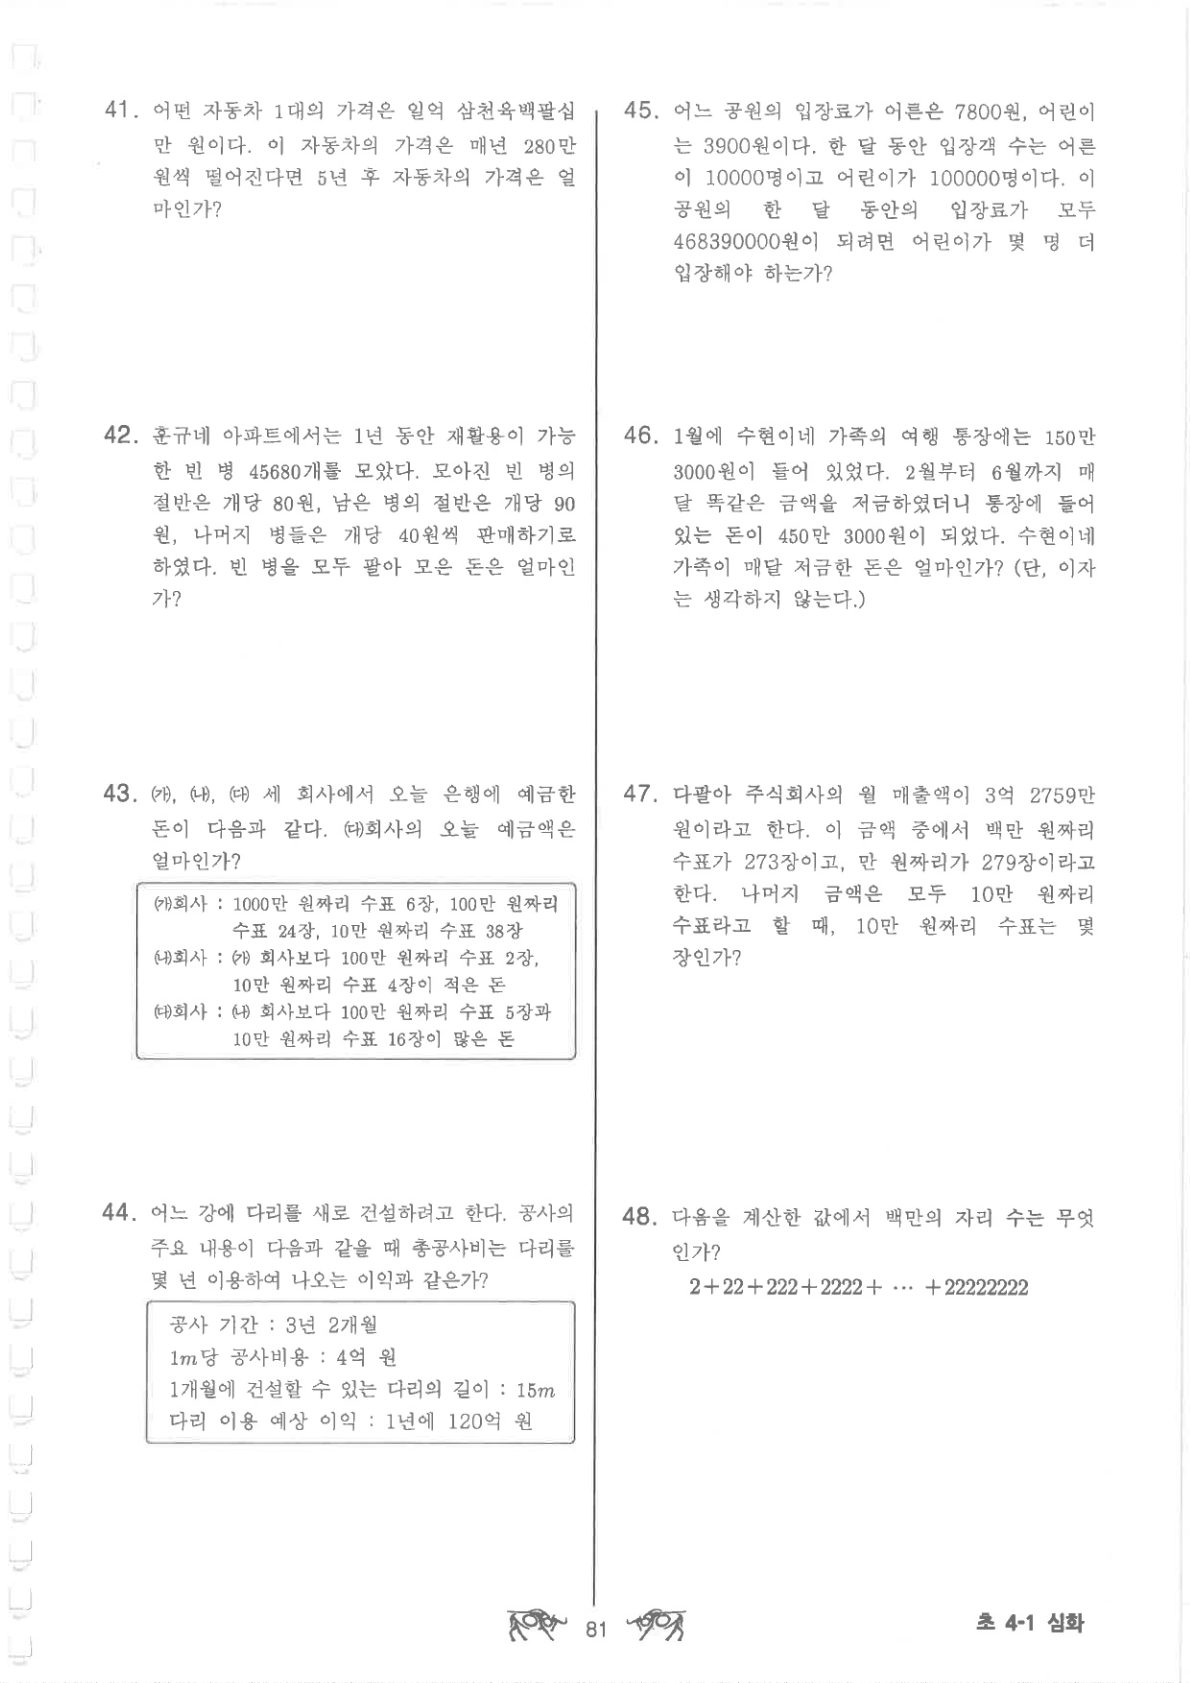 41. 어떤 자동차 1대의 가격은 일억 삼천육백팔십
만 원이다. 이 자동차의 가격은 매년 280만
원씩 떨어진다면 5년 후 자동차의 가격은 얼
마인가?
42. 훈규네 아파트에서는 1년 동안 재활용이 가능
한 빈 병 45680개를 모았다. 모아진 빈 병의
절반은 개당 80원, 남은 병의 절반은 개당 90
원, 나머지 병들은 개당 40원씩 판매하기로
하였다. 빈 병을 모두 팔아 모은 돈은 얼마인
가?
43. ㈎, ㈏, ㈐ 세 회사에서 오늘 은행에 예금한
돈이 다음과 같다. ㈐회사의 오늘 예금액은
얼마인가?
㈎회사 : 1000만 원짜리 수표 6장, 100만 원짜리
수표 24장, 10만 원짜리 수표 38장
㈏회사 : ㈎ 회사보다 100만 원짜리 수표 2장,
10만 원짜리 수표 4장이 적은 돈
㈐회사 : ㈏ 회사보다 100만 원짜리 수표 5장과
10만 원짜리 수표 16장이 많은 돈
44. 어느 강에 다리를 새로 건설하려고 한다. 공사의
주요 내용이 다음과 같을 때 총공사비는 다리를
몇 년 이용하여 나오는 이익과 같은가?
공사 기간 : 3년 2개월
1m당 공사비용 : 4억 원
1개월에 건설할 수 있는 다리의 길이 : 15m
다리 이용 예상 이익 : 1년에 120억 원
45. 어느 공원의 입장료가 어른은 7800원, 어린이
는 3900원이다. 한 달 동안 입장객 수는 어른
이 10000명이고 어린이가 100000명이다. 이
공원의 한 달 동안의 입장료가 모두
468390000원이 되려면 어린이가 몇 명 더
입장해야 하는가?
46. 1월에 수현이네 가족의 여행 통장에는 150만
3000원이 들어 있었다. 2월부터 6월까지 매
달 똑같은 금액을 저금하였더니 통장에 들어
있는 돈이 450만 3000원이 되었다. 수현이네
가족이 매달 저금한 돈은 얼마인가? (단, 이자
는 생각하지 않는다.)
47. 다팔아 주식회사의 월 매출액이 3억 2759만
원이라고 한다. 이 금액 중에서 백만 원짜리
수표가 273장이고, 만 원짜리가 279장이라고
한다. 나머지 금액은 모두 10만 원짜리
수표라고 할 때, 10만 원짜리 수표는 몇
장인가?
48. 다음을 계산한 값에서 백만의 자리 수는 무엇
인가?
2+22+222+2222+ ⋯ +22222222
81
초 4-1 심화